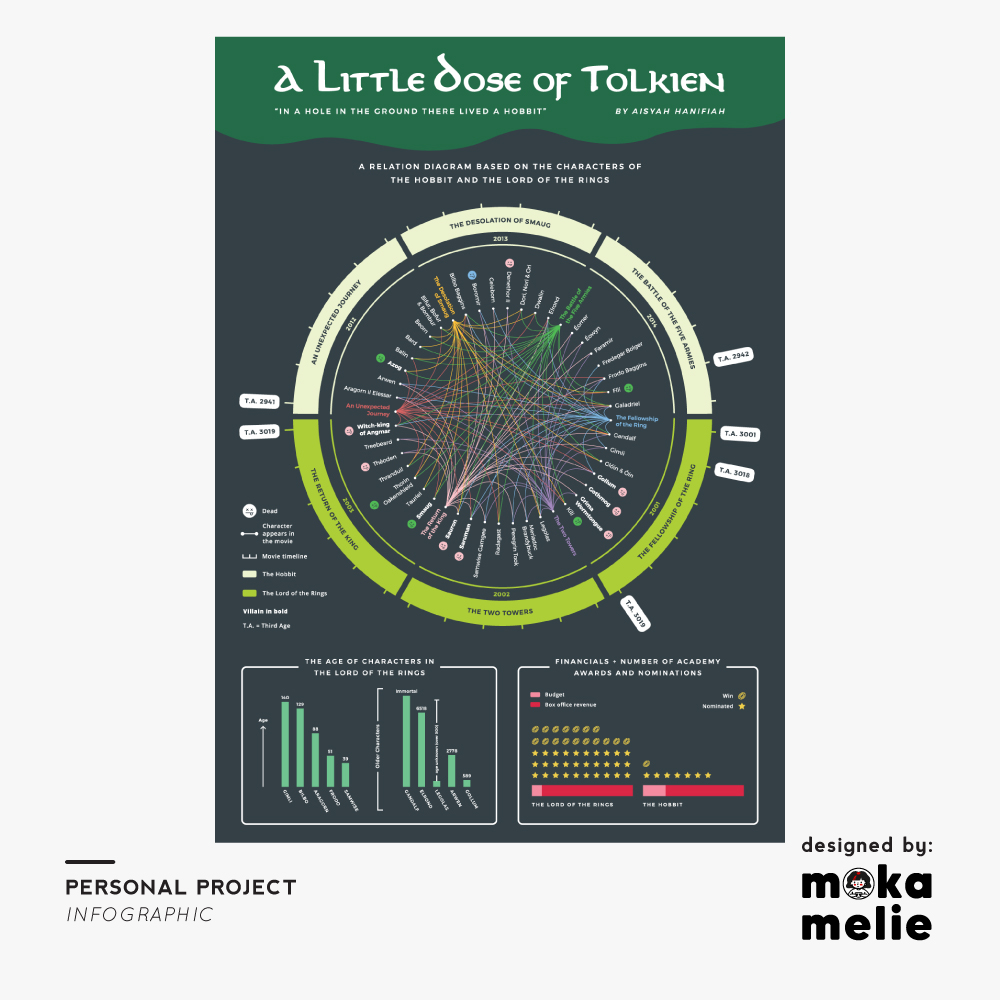 A LITTLE DOSE OF TOLKIEN
"IN A HOLE IN THE GROUND THERE LIVED A HOBBIT"
BY AISYAH HANIFIAH
A RELATION DIAGRAM BASED ON THE CHARACTERS OF
THE HOBBIT AND THE LORD OF THE RINGS
THE DESOLATION OF SMAUG
2013
THE BATTLE OF THE FIVE ARMIES
2014
T.A. 2942
T.A. 3001
T.A. 3018
THE FELLOWSHIP OF THE RING
2001
T.A. 3019
THE TWO TOWERS
2002
THE RETURN OF THE KING
2003
T.A. 3019
T.A. 2941
AN UNEXPECTED JOURNEY
2012
The Desolation
of Smaug
Bilbo Baggins
Boromir
Celeborn
Denethor II
Dori, Nori & Ori
Dwalin
Elrond
The Battle of
the Five Armies
Éomer
Éowyn
Faramir
Fredegar Bolger
Frodo Baggins
Fili
Galadriel
The Fellowship
of the Ring
Gandalf
Gimli
Glóin & Óin
Gollum
Gothmog
Grima
Wormtongue
Kili
The Two Towers
Legolas
Meriadoc
Brandybuck
Peregrin Took
Radagast
Samwise Gamgee
Saruman
Sauron
The Return
of the King
Smaug
Tauriel
Thorin
Oakenshield
Thranduil
Théoden
Treebeard
Witch-king
of Angmar
An Unexpected
Journey
Aragorn II Elessar
Arwen
Azog
Balin
Bard
Beorn
Bifur, Bofur
& Bombur
Dead
Character
appears in
the movie
Movie timeline
The Hobbit
The Lord of the Rings
Villain in bold
T.A. = Third Age
THE AGE OF CHARACTERS IN
THE LORD OF THE RINGS
Age
140
129
88
51
39
GIMLI
BILBO
ARAGORN
FRODO
SAMWISE
Older Characters
Immortal
6518
2778
589
GANDALF
ELROND
LEGOLAS
ARWEN
GOLLUM
FINANCIALS + NUMBER OF ACADEMY
AWARDS AND NOMINATIONS
Budget
Box office revenue
Win
Nominated
THE LORD OF THE RINGS
THE HOBBIT
PERSONAL PROJECT
INFOGRAPHIC
designed by:
moka
melie